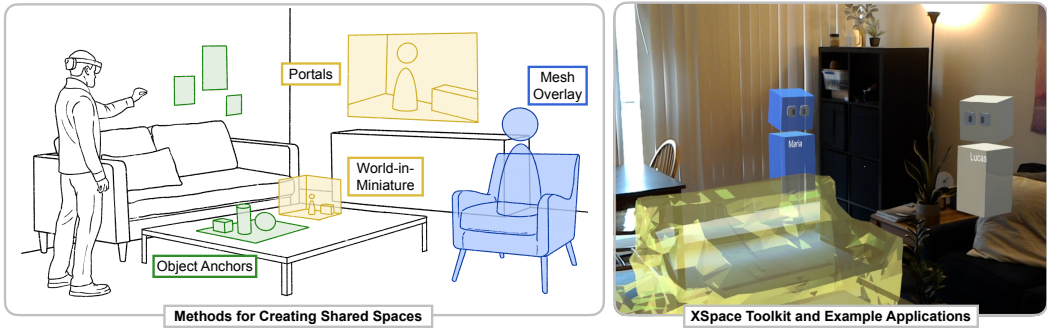 Portals
Mesh
Overlay
World-in-
Miniature
Object Anchors
Methods for Creating Shared Spaces
Maria
Lucas
XSpace Toolkit and Example Applications